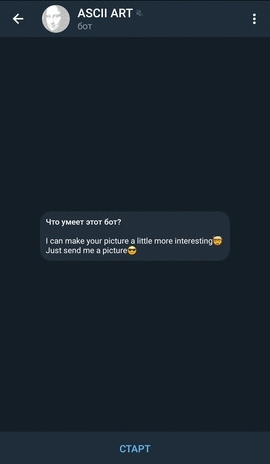 ASCII ART
бот
Что умеет этот бот?
I can make your picture a little more interesting🤯
Just send me a picture😎
СТАРТ